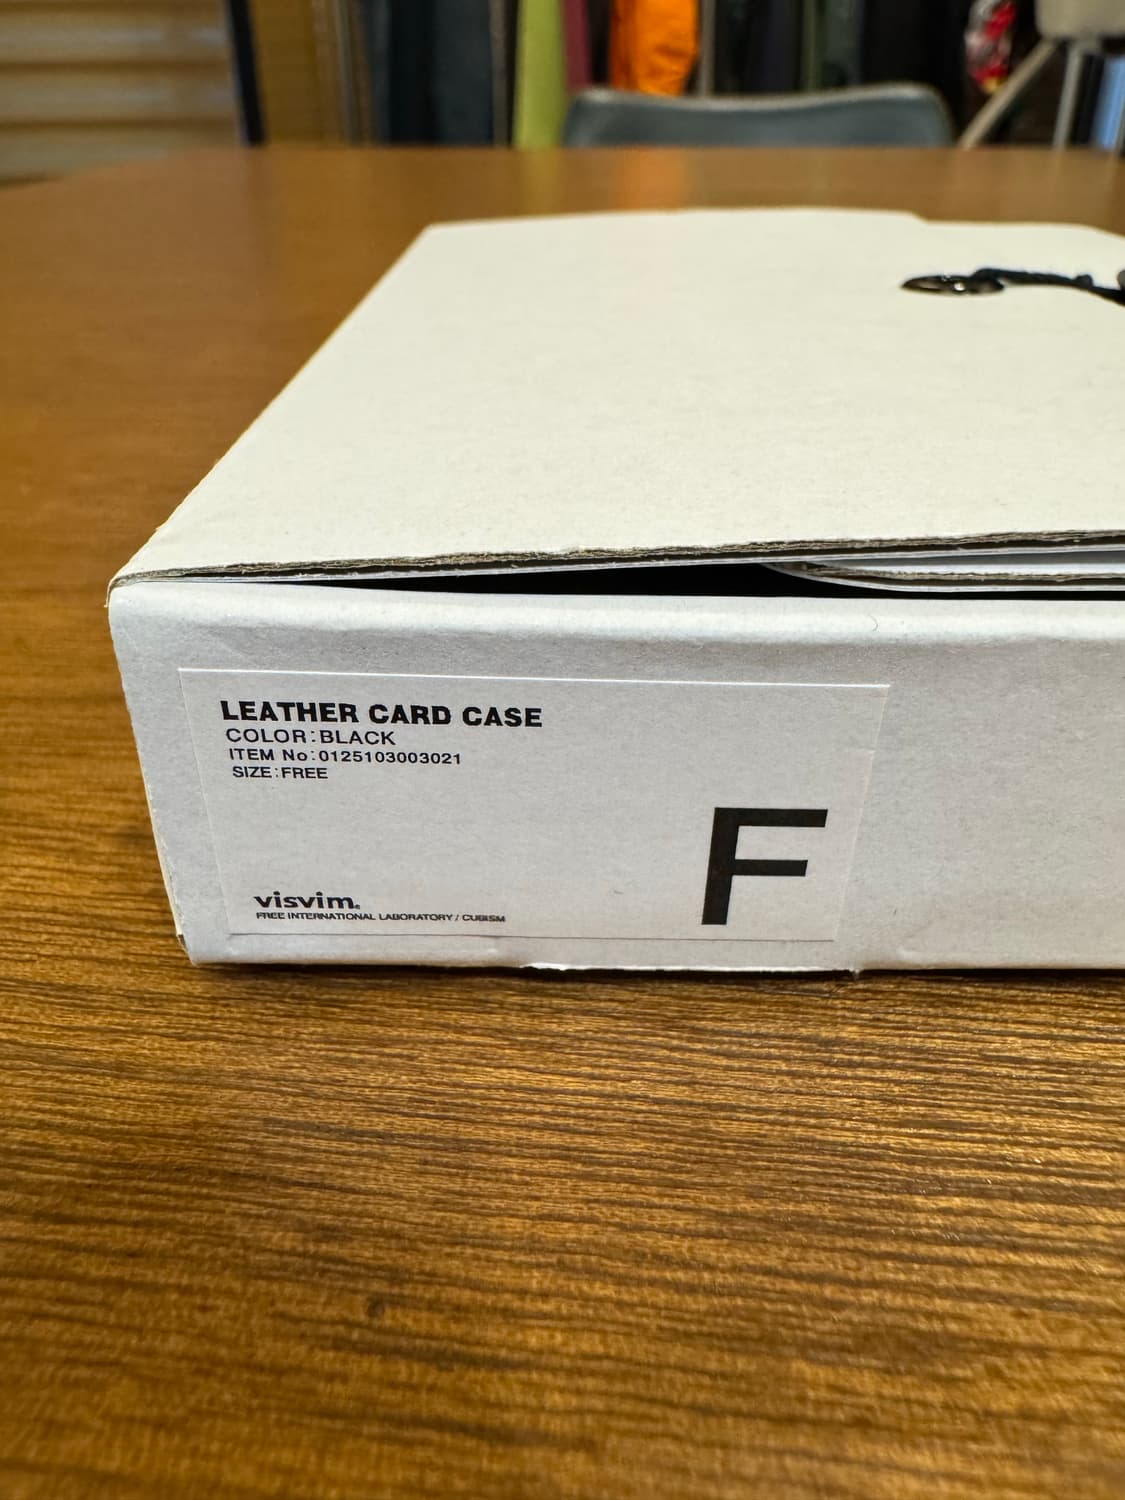 LEATHER CARD CASE
COLOR:BLACK
ITEM No:0125103003021
SIZE:FREE
F
visvim®
FREE INTERNATIONAL LABORATORY / CUBISM